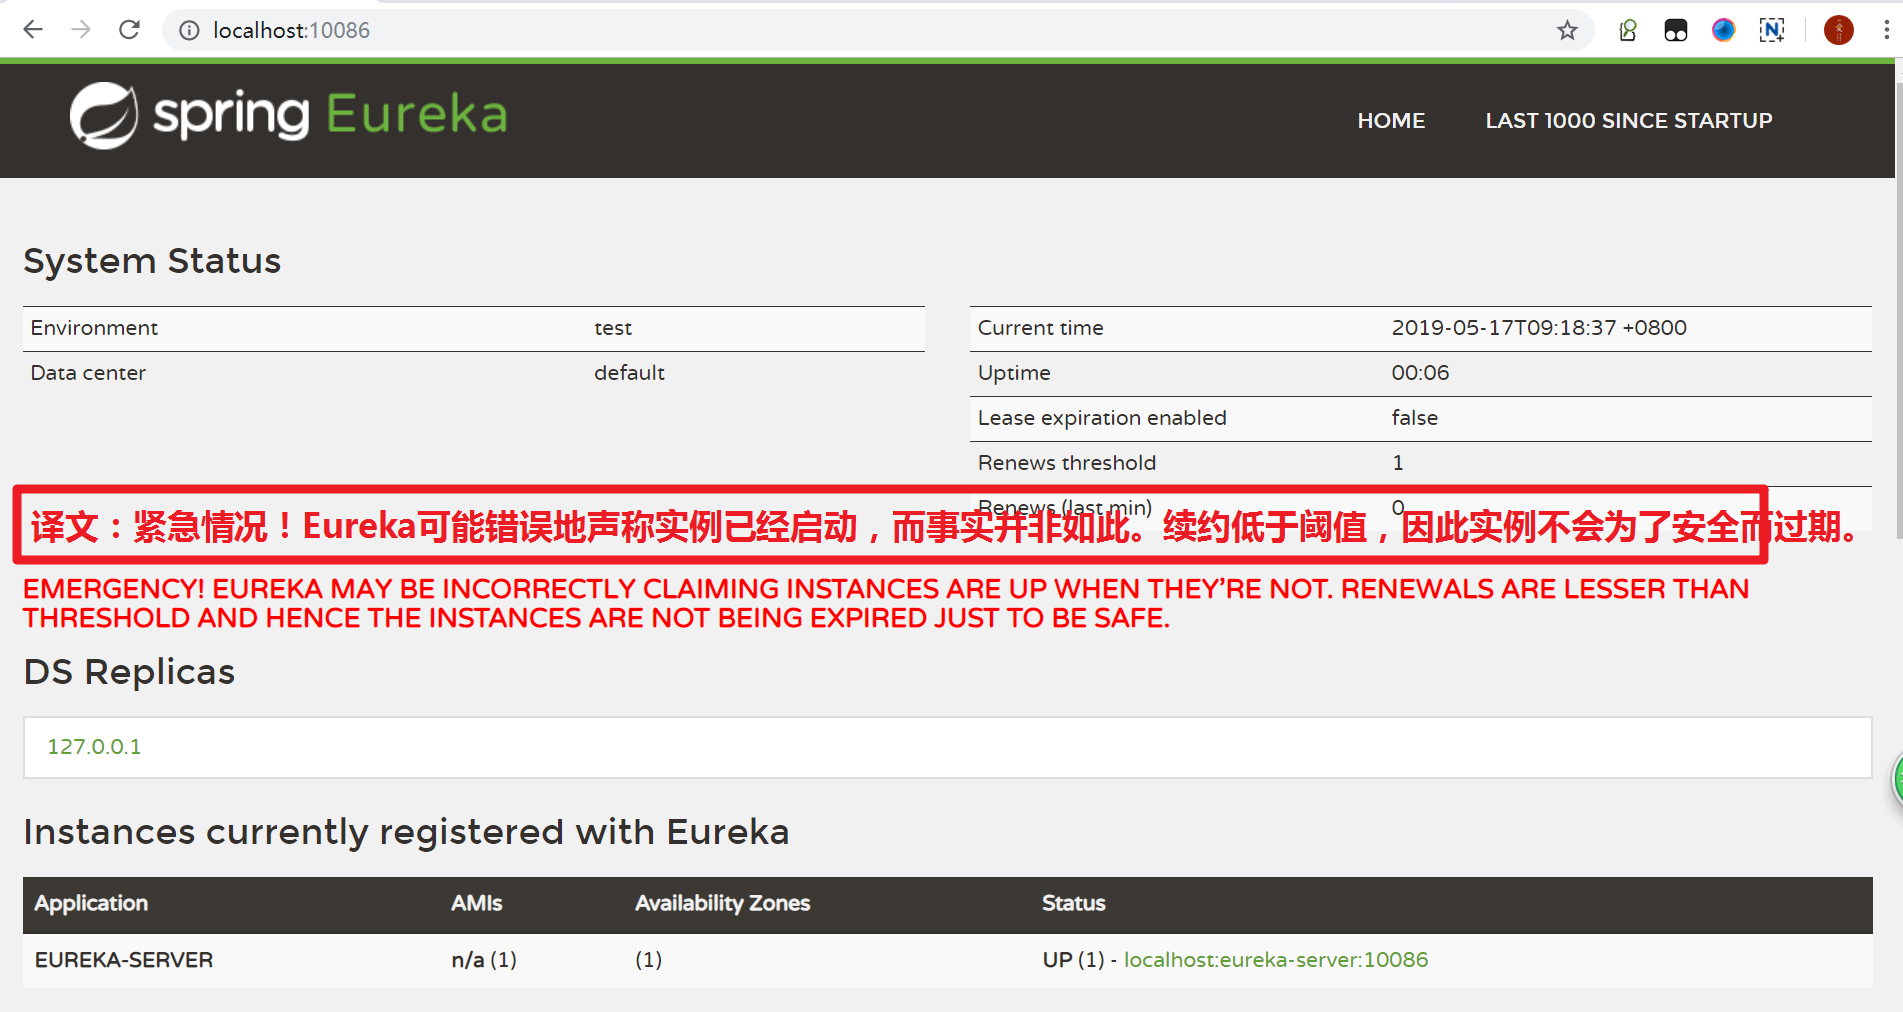 localhost:10086
spring Eureka
HOME
LAST 1000 SINCE STARTUP
System Status
Environment test
Data center default
Current time 2019-05-17T09:18:37 +0800
Uptime 00:06
Lease expiration enabled false
Renews threshold 1
Renews (last min) 0
译文：紧急情况！Eureka可能错误地声称实例已经启动，而事实并非如此。续约低于阈值，因此实例不会为了安全而过期。
EMERGENCY! EUREKA MAY BE INCORRECTLY CLAIMING INSTANCES ARE UP WHEN THEY’RE NOT. RENEWALS ARE LESSER THAN
THRESHOLD AND HENCE THE INSTANCES ARE NOT BEING EXPIRED JUST TO BE SAFE.
DS Replicas
127.0.0.1
Instances currently registered with Eureka
Application AMIs Availability Zones Status
EUREKA-SERVER n/a (1) (1) UP (1) - localhost:eureka-server:10086